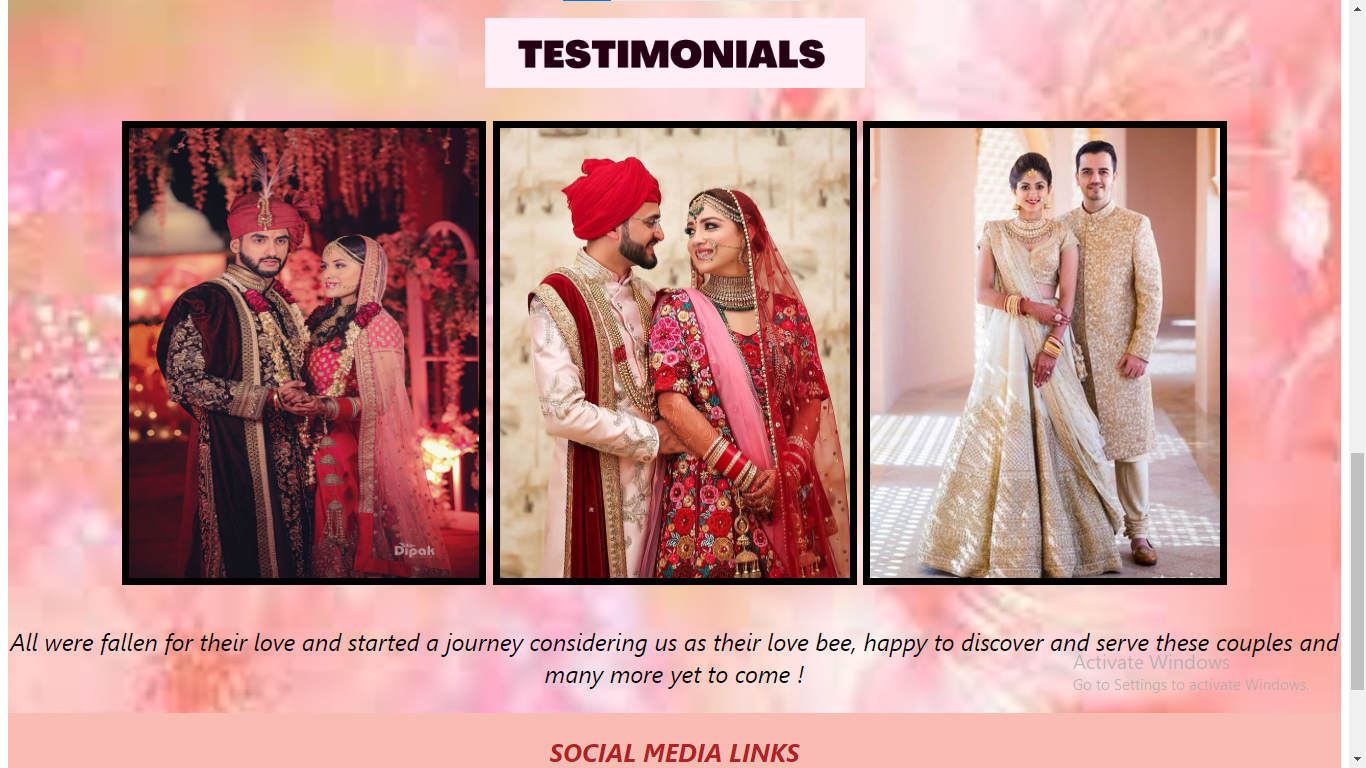 TESTIMONIALS
Dipak
All were fallen for their love and started a journey considering us as their love bee, happy to discover and serve these couples and
many more yet to come !
Activate Windows
Go to Settings to activate Windows.
SOCIAL MEDIA LINKS